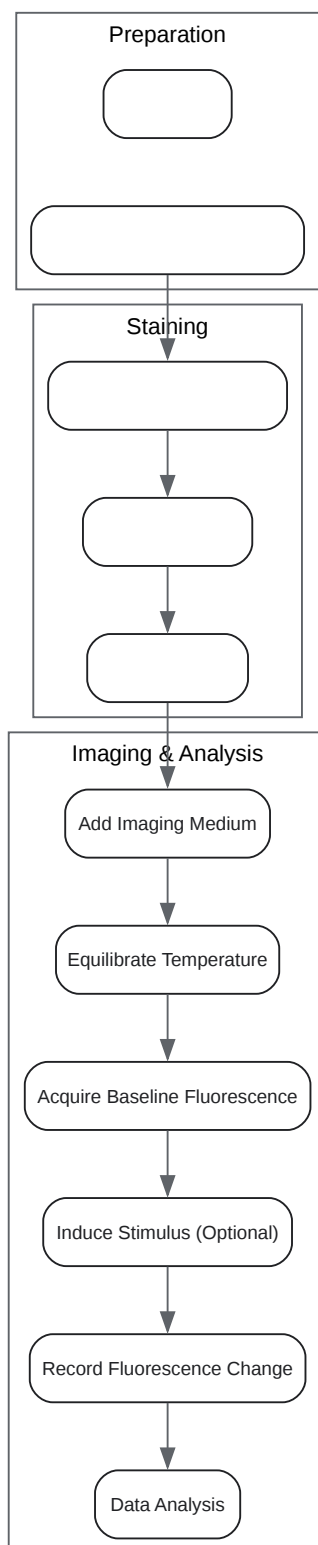 Preparation
Staining
Imaging & Analysis
Add Imaging Medium
Equilibrate Temperature
Acquire Baseline Fluorescence
Induce Stimulus (Optional)
Record Fluorescence Change
Data Analysis